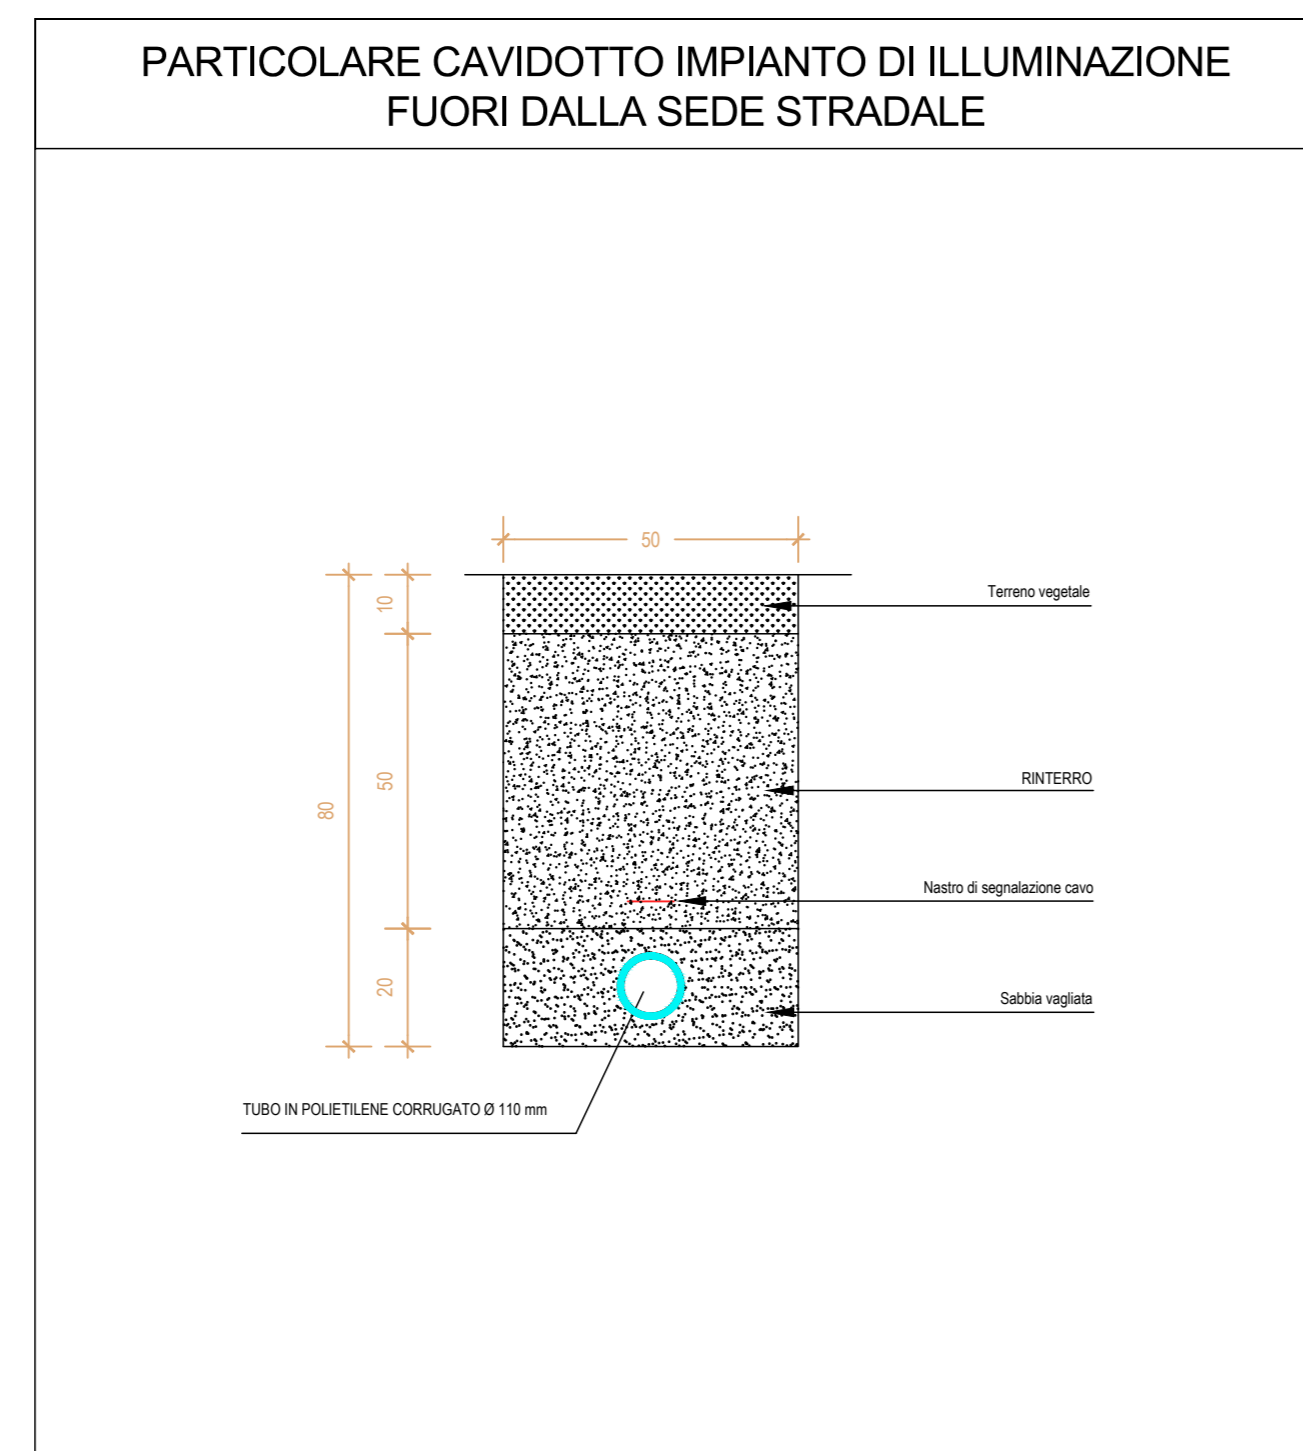 PARTICOLARE CAVIDOTTO IMPIANTO DI ILLUMINAZIONE
FUORI DALLA SEDE STRADALE
50
10
Terreno vegetale
50
80
RINTERRO
Nastro di segnalazione cavo
20
Sabbia vagliata
TUBO IN POLIETILENE CORRUGATO Ø 110 mm